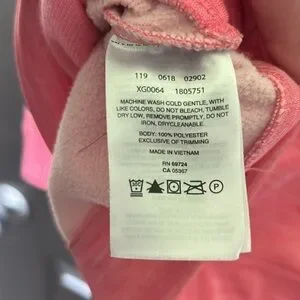 119 0618 02902
XG0064 1805751
MACHINE WASH COLD GENTLE, WITH
LIKE COLORS, DO NOT BLEACH, TUMBLE
DRY LOW, REMOVE PROMPTLY, DO NOT
IRON, DRYCLEANABLE.
BODY: 100% POLYESTER
EXCLUSIVE OF TRIMMING
MADE IN VIETNAM
RN 69724
CA 05367
P